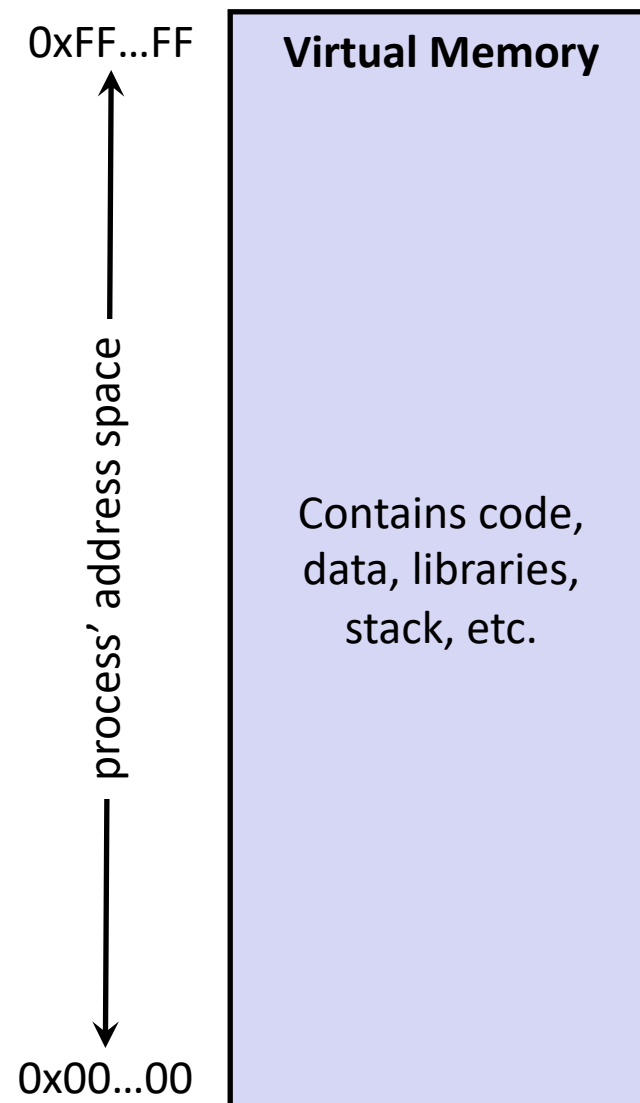 0xFF…FF
Virtual Memory
process’ address space
Contains code,
data, libraries,
stack, etc.
0x00…00